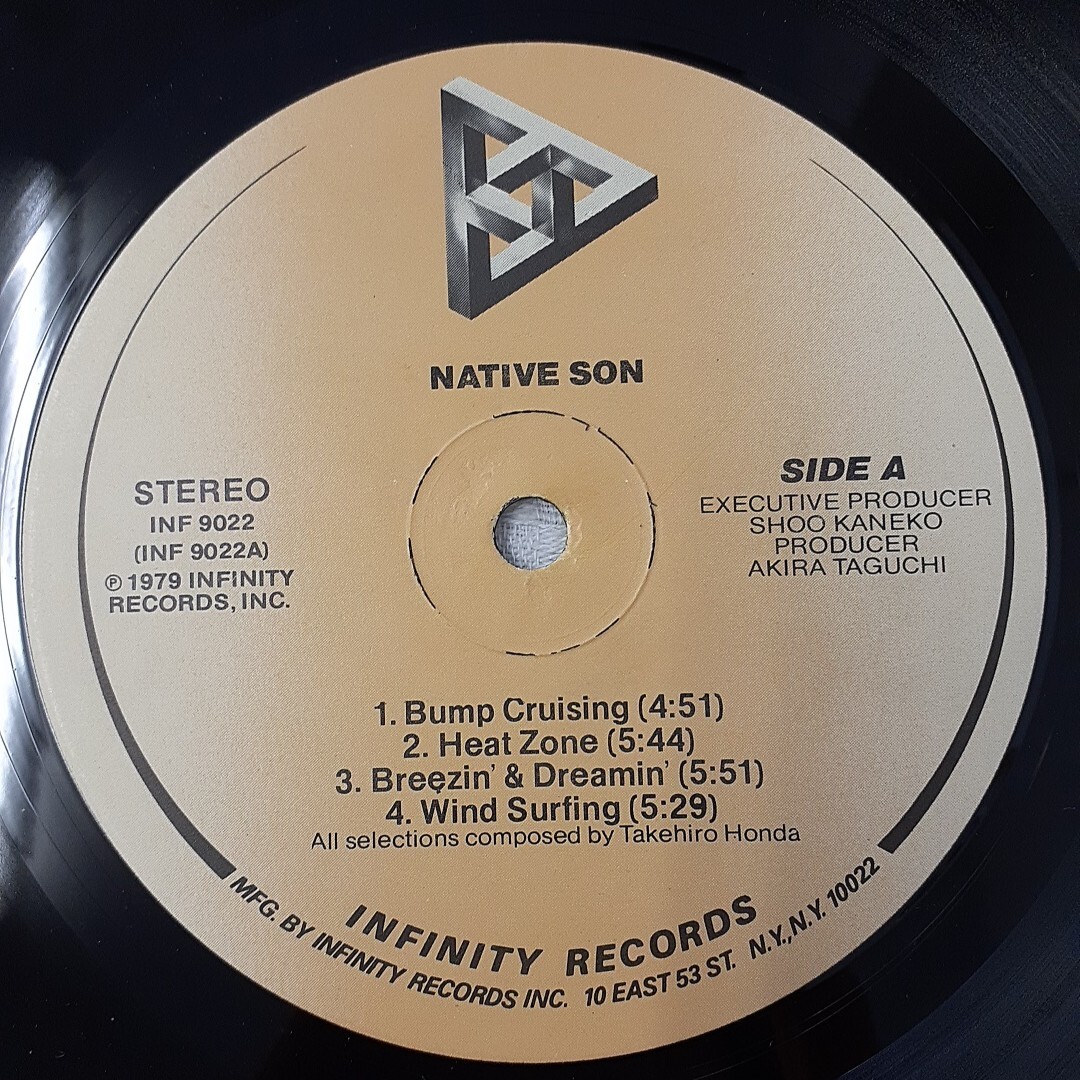 NATIVE SON
STEREO
INF 9022
(INF 9022A)
℗ 1979 INFINITY
RECORDS, INC.
SIDE A
EXECUTIVE PRODUCER
SHOO KANEKO
PRODUCER
AKIRA TAGUCHI
1. Bump Cruising (4:51)
2. Heat Zone (5:44)
3. Breezin' & Dreamin' (5:51)
4. Wind Surfing (5:29)
All selections composed by Takehiro Honda
INFINITY RECORDS
MFG. BY INFINITY RECORDS INC. 10 EAST 53 ST. N.Y., N.Y. 10022